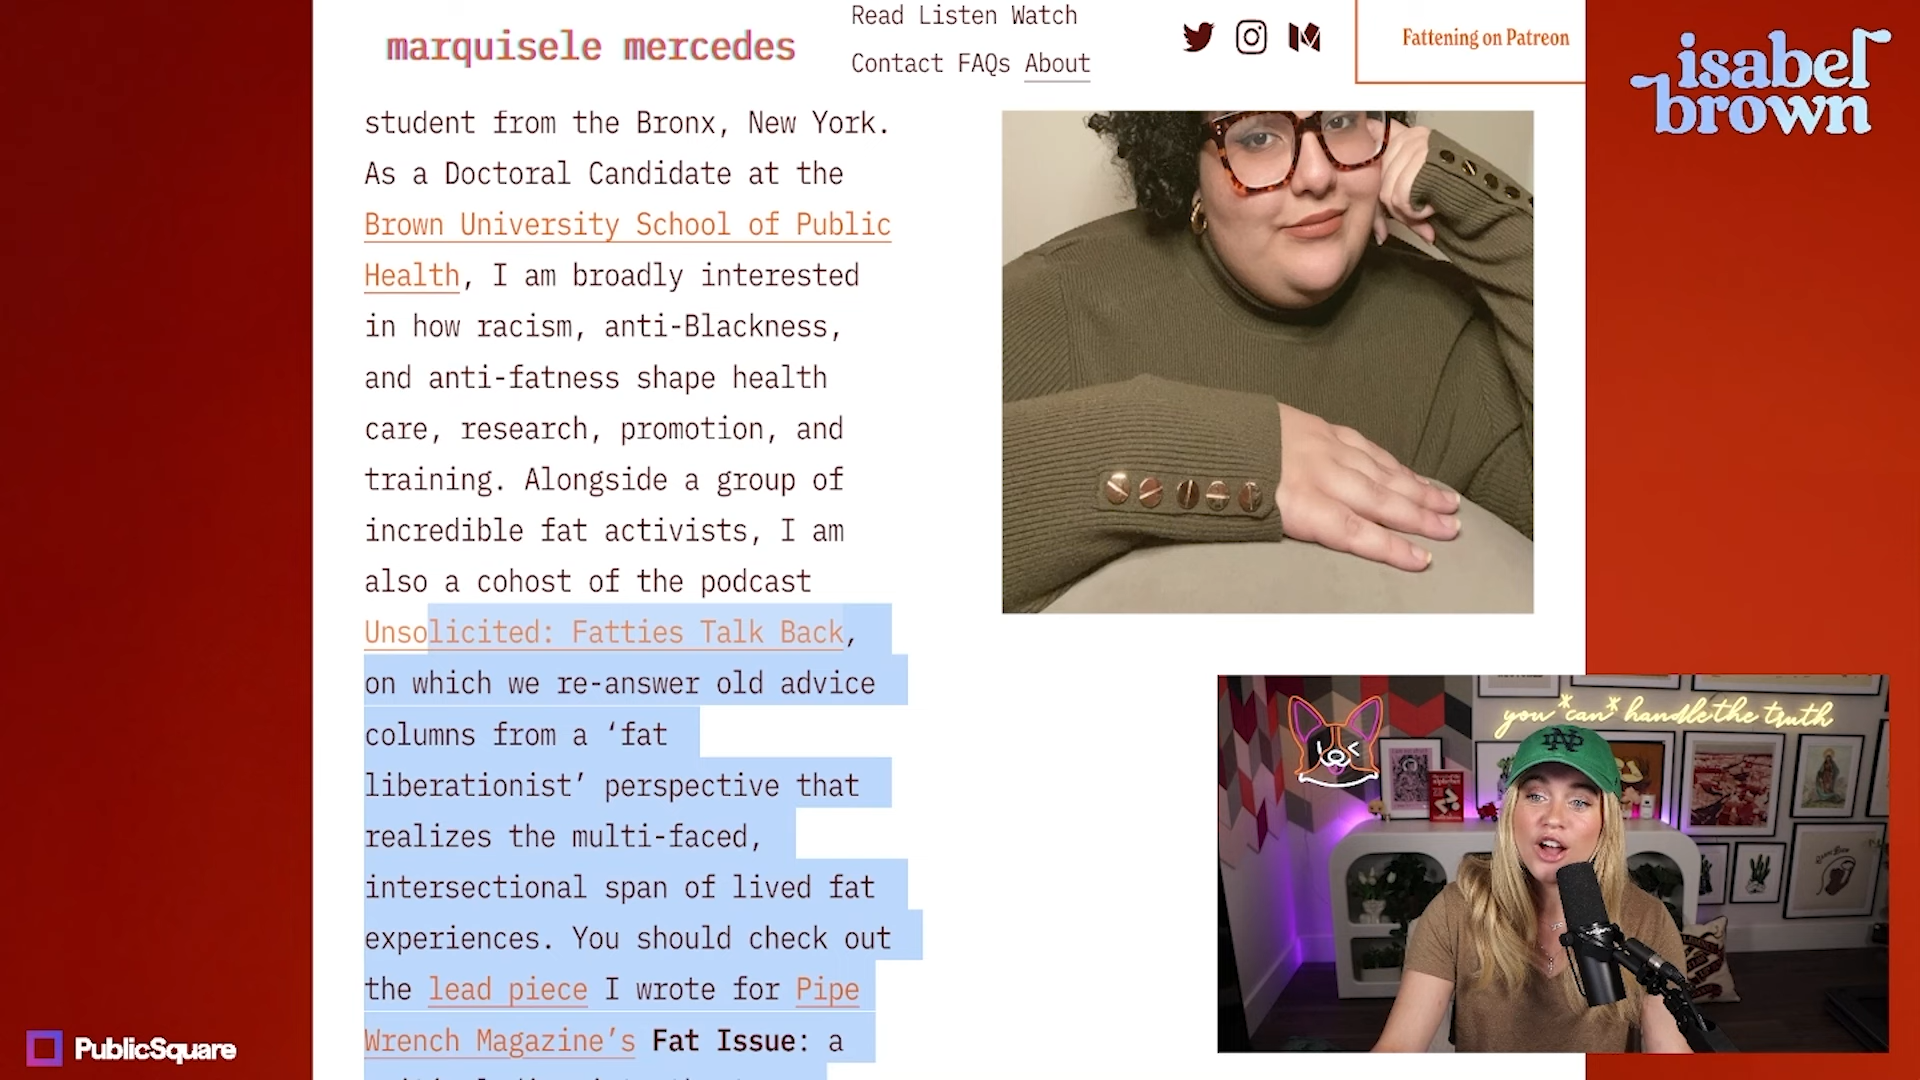 marquisele mercedes
Read Listen Watch
Contact FAQs About
Fattening on Patreon
isabel
brown
student from the Bronx, New York.
As a Doctoral Candidate at the
Brown University School of Public
Health, I am broadly interested
in how racism, anti-Blackness,
and anti-fatness shape health
care, research, promotion, and
training. Alongside a group of
incredible fat activists, I am
also a cohost of the podcast
Unsolicited: Fatties Talk Back,
on which we re-answer old advice
columns from a ‘fat
liberationist’ perspective that
realizes the multi-faced,
intersectional span of lived fat
experiences. You should check out
the lead piece I wrote for Pipe
Wrench Magazine’s Fat Issue: a
you *can* handle the truth
PublicSquare